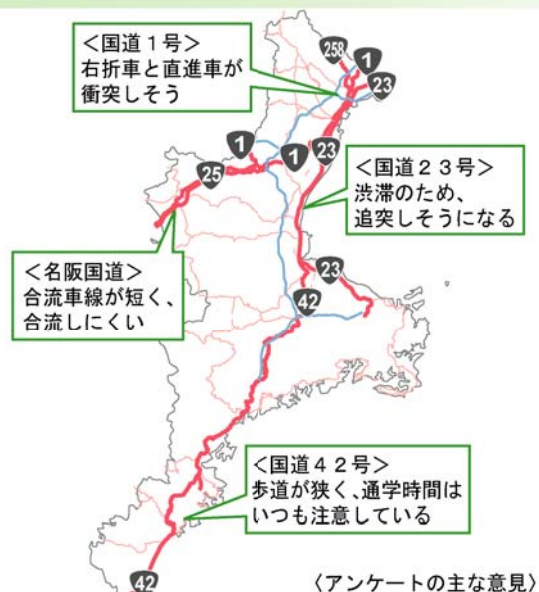 <国道1号>
右折車と直進車が
衝突しそう
258
1
23
1
1
23
25
<国道23号>
渋滞のため、
追突しそうになる
<名阪国道>
合流車線が短く、
合流しにくい
23
42
<国道42号>
歩道が狭く、通学時間は
いつも注意している
42
〈アンケートの主な意見〉